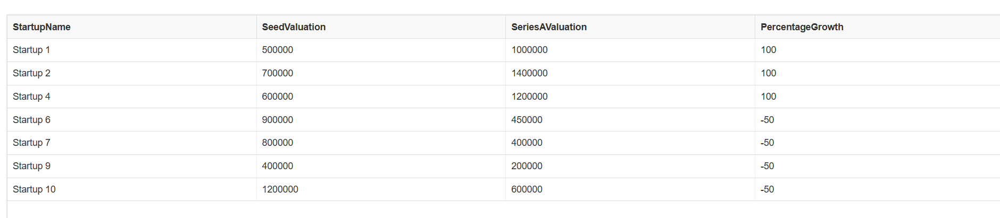 StartupName SeedValuation SeriesAValuation PercentageGrowth
Startup 1 500000 1000000 100
Startup 2 700000 1400000 100
Startup 4 600000 1200000 100
Startup 6 900000 450000 -50
Startup 7 800000 400000 -50
Startup 9 400000 200000 -50
Startup 10 1200000 600000 -50